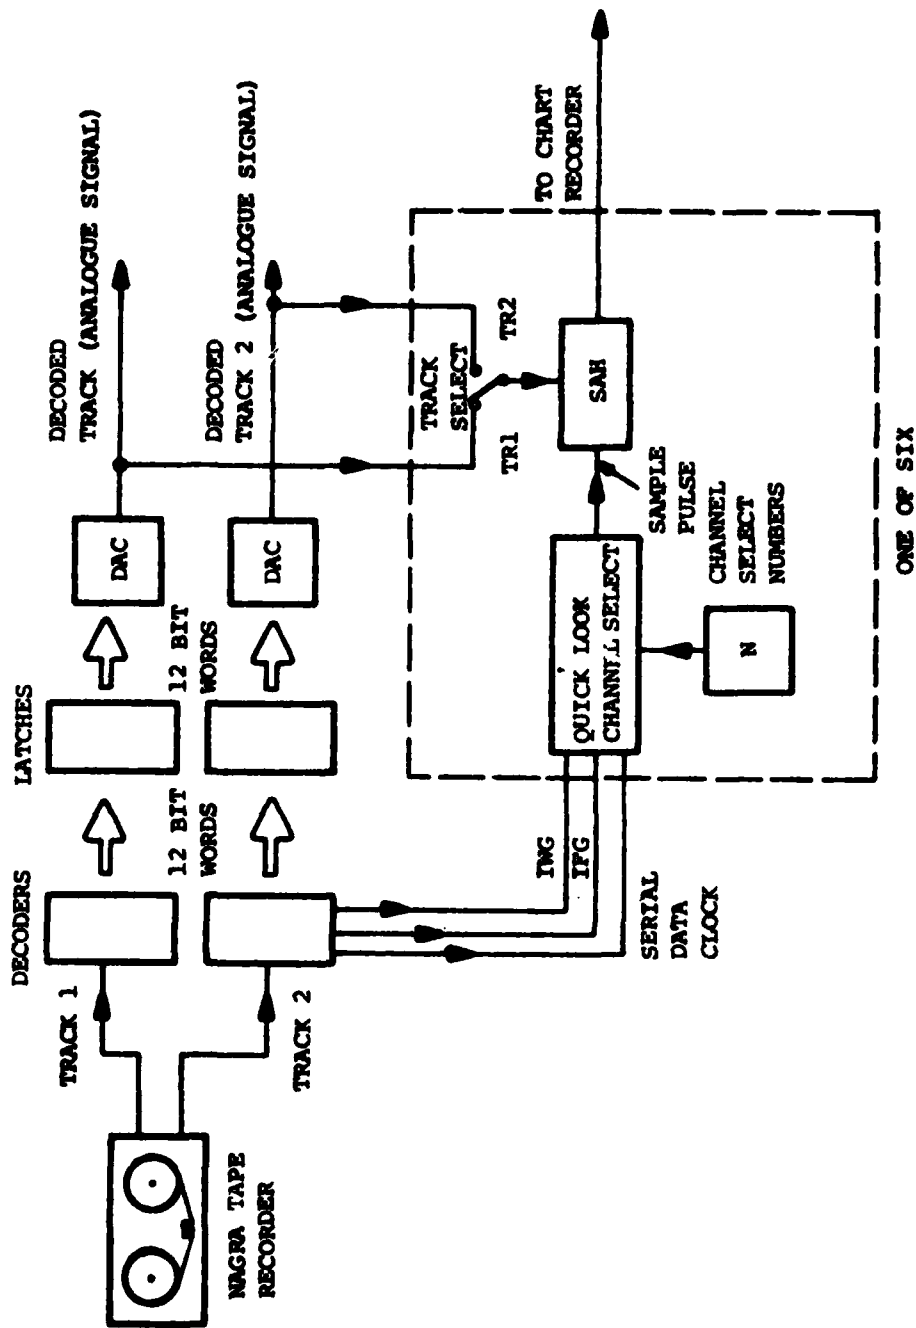 NAGRA TAPE
RECORDER
TRACK 1
TRACK 2
DECODERS
12 BIT
WORDS
LATCHES
12 BIT
WORDS
DAC
DAC
DECODED
TRACK (ANALOGUE SIGNAL)
DECODED
TRACK 2 (ANALOGUE SIGNAL)
SERIAL
DATA
CLOCK
IWG
IFG
QUICK LOOK
CHANNEL SELECT
N
CHANNEL
SELECT
NUMBERS
SAMPLE
PULSE
TRACK
SELECT
TR1
TR2
SAH
TO CHART
RECORDER
ONE OF SIX